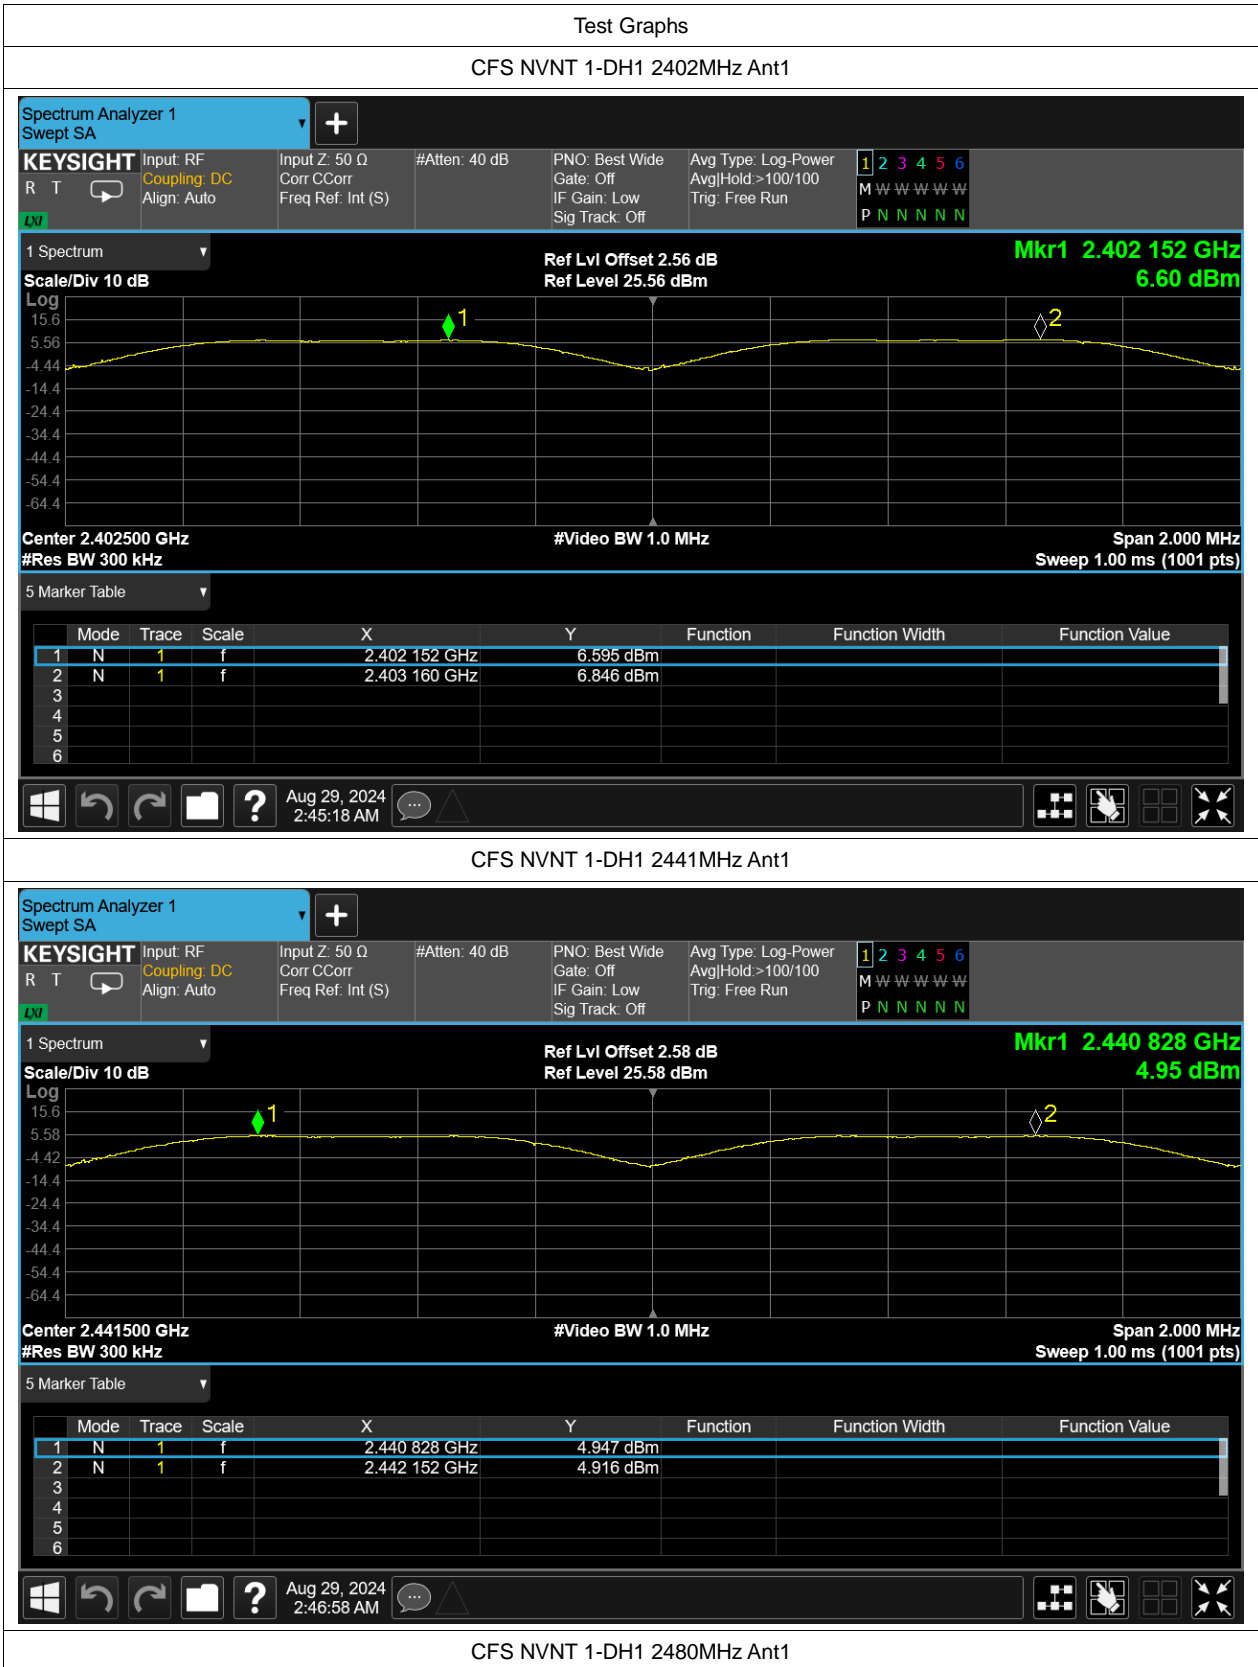 Test Graphs
CFS NVNT 1-DH1 2402MHz Ant1
Spectrum Analyzer 1
Swept SA
KEYSIGHT Input: RF Input Z: 50 Ω #Atten: 40 dB PNO: Best Wide Avg Type: Log-Power 1 2 3 4 5 6
R T Coupling: DC Corr CCorr Gate: Off Avg|Hold:>100/100 M W W W W W
Align: Auto Freq Ref: Int (S) IF Gain: Low Trig: Free Run
LXI Sig Track: Off P N N N N N
1 Spectrum Ref Lvl Offset 2.56 dB Mkr1 2.402 152 GHz
Scale/Div 10 dB Ref Level 25.56 dBm 6.60 dBm
Log
15.6 1 2
5.56
-4.44
-14.4
-24.4
-34.4
-44.4
-54.4
-64.4
Center 2.402500 GHz #Video BW 1.0 MHz Span 2.000 MHz
#Res BW 300 kHz Sweep 1.00 ms (1001 pts)
5 Marker Table
Mode Trace Scale X Y Function Function Width Function Value
1 N 1 f 2.402 152 GHz 6.595 dBm
2 N 1 f 2.403 160 GHz 6.846 dBm
3
4
5
6
? Aug 29, 2024
2:45:18 AM
CFS NVNT 1-DH1 2441MHz Ant1
Spectrum Analyzer 1
Swept SA
KEYSIGHT Input: RF Input Z: 50 Ω #Atten: 40 dB PNO: Best Wide Avg Type: Log-Power 1 2 3 4 5 6
R T Coupling: DC Corr CCorr Gate: Off Avg|Hold:>100/100 M W W W W W
Align: Auto Freq Ref: Int (S) IF Gain: Low Trig: Free Run
LXI Sig Track: Off P N N N N N
1 Spectrum Ref Lvl Offset 2.58 dB Mkr1 2.440 828 GHz
Scale/Div 10 dB Ref Level 25.58 dBm 4.95 dBm
Log
15.6 1 2
5.58
-4.42
-14.4
-24.4
-34.4
-44.4
-54.4
-64.4
Center 2.441500 GHz #Video BW 1.0 MHz Span 2.000 MHz
#Res BW 300 kHz Sweep 1.00 ms (1001 pts)
5 Marker Table
Mode Trace Scale X Y Function Function Width Function Value
1 N 1 f 2.440 828 GHz 4.947 dBm
2 N 1 f 2.442 152 GHz 4.916 dBm
3
4
5
6
? Aug 29, 2024
2:46:58 AM
CFS NVNT 1-DH1 2480MHz Ant1